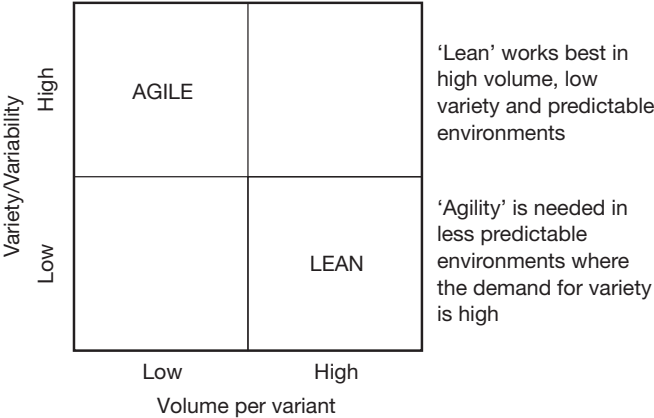 Variety/Variability
High
Low
AGILE
LEAN
Low
High
Volume per variant
‘Lean’ works best in
high volume, low
variety and predictable
environments
‘Agility’ is needed in
less predictable
environments where
the demand for variety
is high